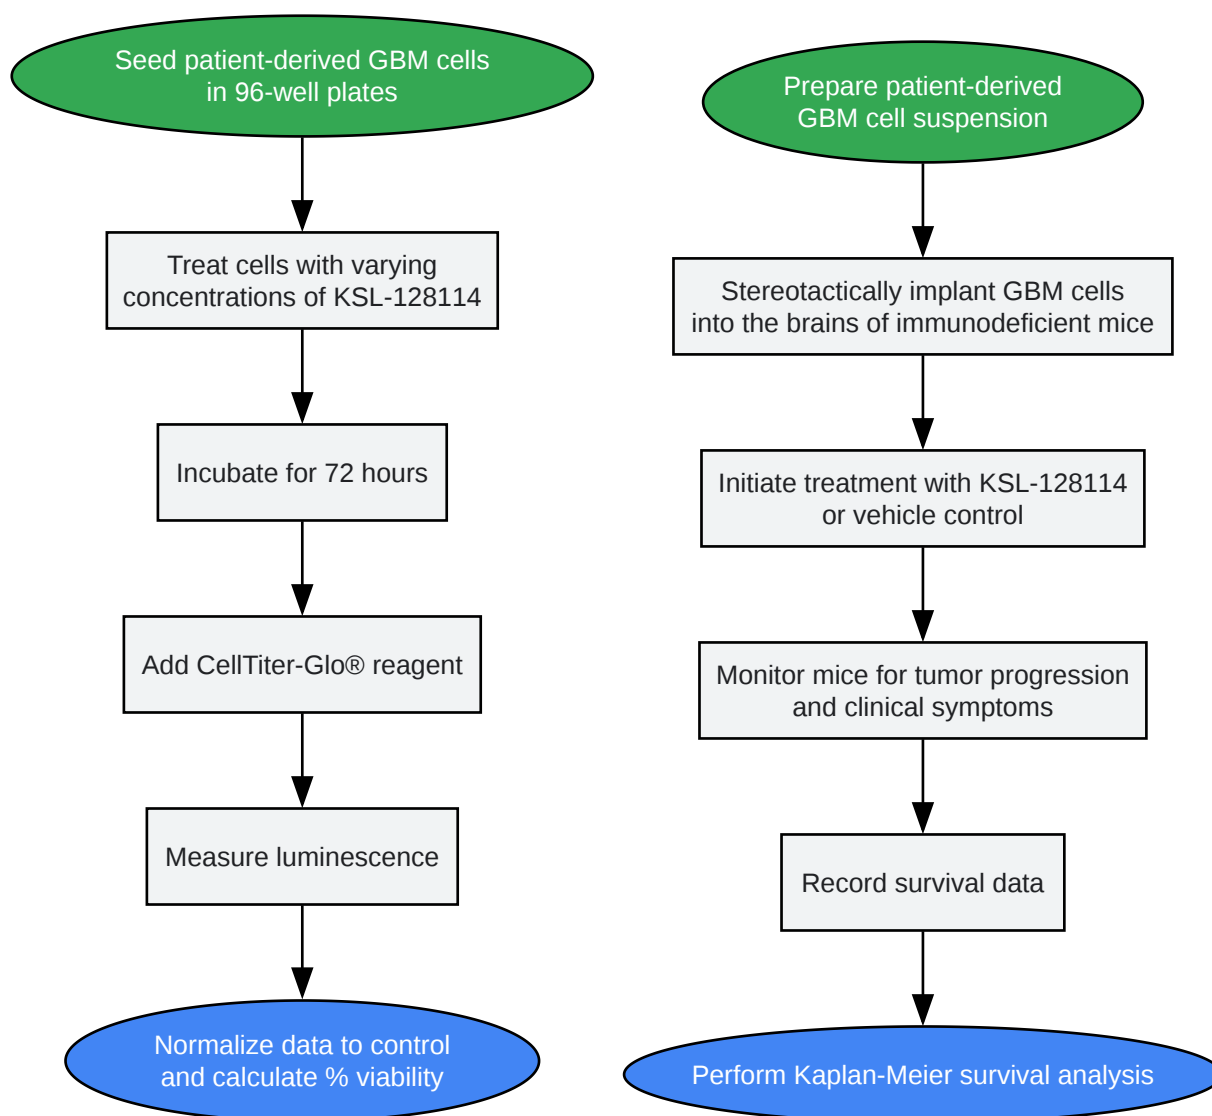 Seed patient-derived GBM cells
in 96-well plates
Treat cells with varying
concentrations of KSL-128114
Incubate for 72 hours
Add CellTiter-Glo® reagent
Measure luminescence
Normalize data to control
and calculate % viability
Prepare patient-derived
GBM cell suspension
Stereotactically implant GBM cells
into the brains of immunodeficient mice
Initiate treatment with KSL-128114
or vehicle control
Monitor mice for tumor progression
and clinical symptoms
Record survival data
Perform Kaplan-Meier survival analysis